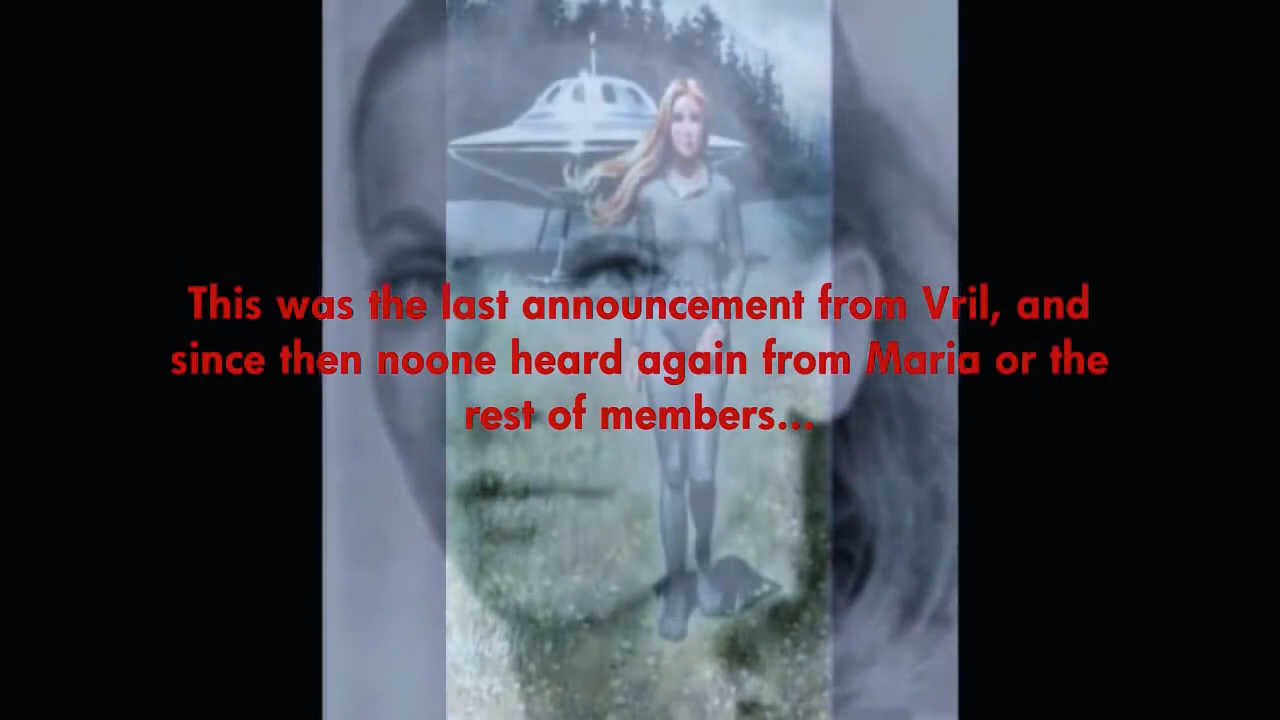 This was the last announcement from Vril, and
since then noone heard again from Maria or the
rest of members...